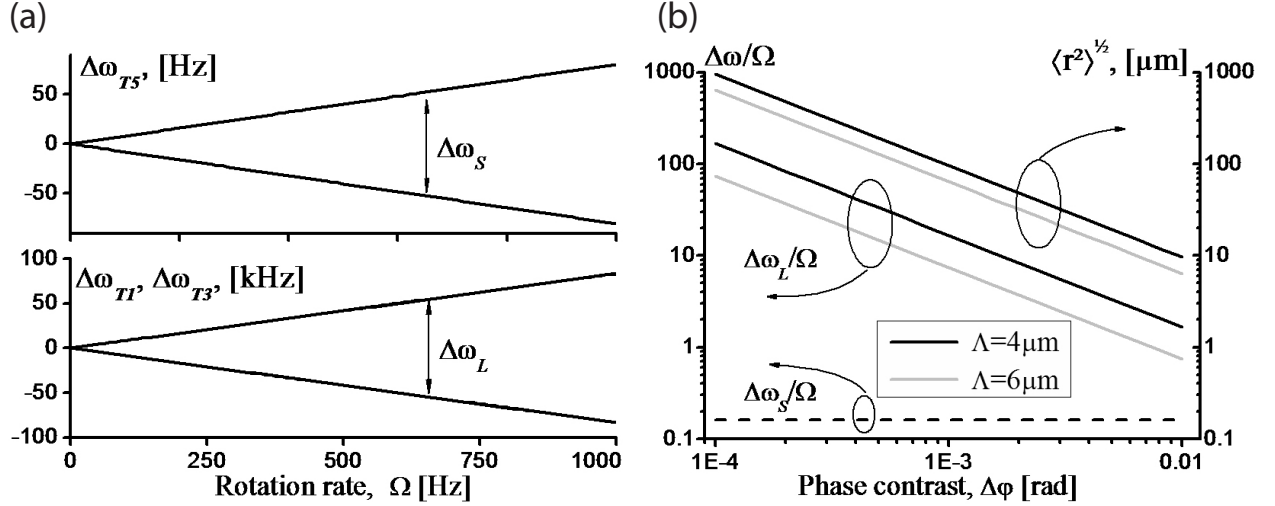 (a)
Δω_T5, [Hz]
50
0
-50
Δω_S
100
50
0
-50
-100
Δω_T1, Δω_T3, [kHz]
Δω_L
0
250
500
750
1000
Rotation rate, Ω [Hz]
(b)
Δω/Ω
⟨r²⟩^½, [μm]
1000
100
10
1
0.1
1000
100
10
1
0.1
Δω_L/Ω
Λ=4μm
Λ=6μm
Δω_S/Ω
1E-4
1E-3
0.01
Phase contrast, Δφ [rad]